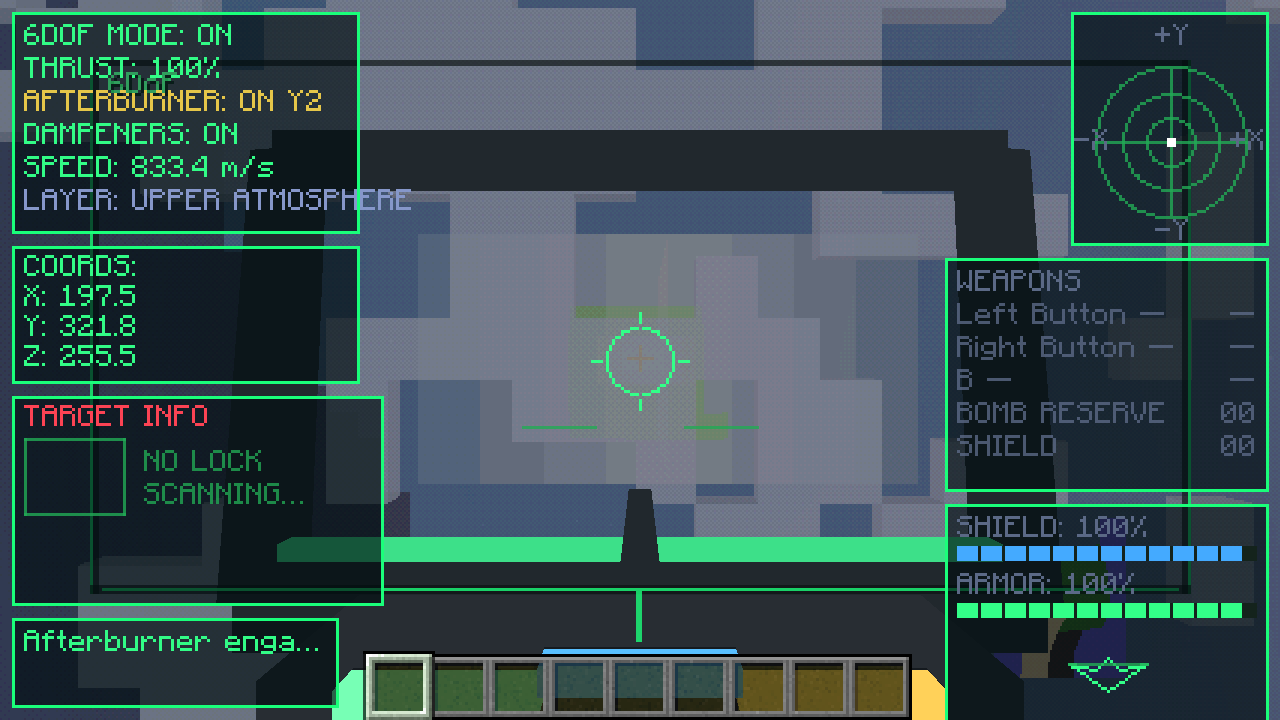 6DOF MODE: ON
THRUST: 100%
6DoF
AFTERBURNER: ON Y2
DAMPENERS: ON
SPEED: 833.4 m/s
LAYER: UPPER ATMOSPHERE
COORDS:
X: 197.5
Y: 321.8
Z: 255.5
TARGET INFO
NO LOCK
SCANNING...
Afterburner enga...
+Y
-X
+X
-Y
WEAPONS
Left Button — —
Right Button — —
B — —
BOMB RESERVE 00
SHIELD 00
SHIELD: 100%
ARMOR: 100%